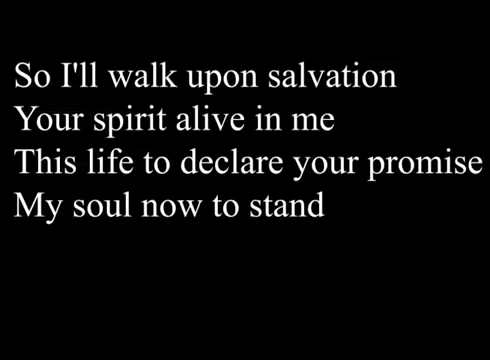 So I'll walk upon salvation
Your spirit alive in me
This life to declare your promise
My soul now to stand